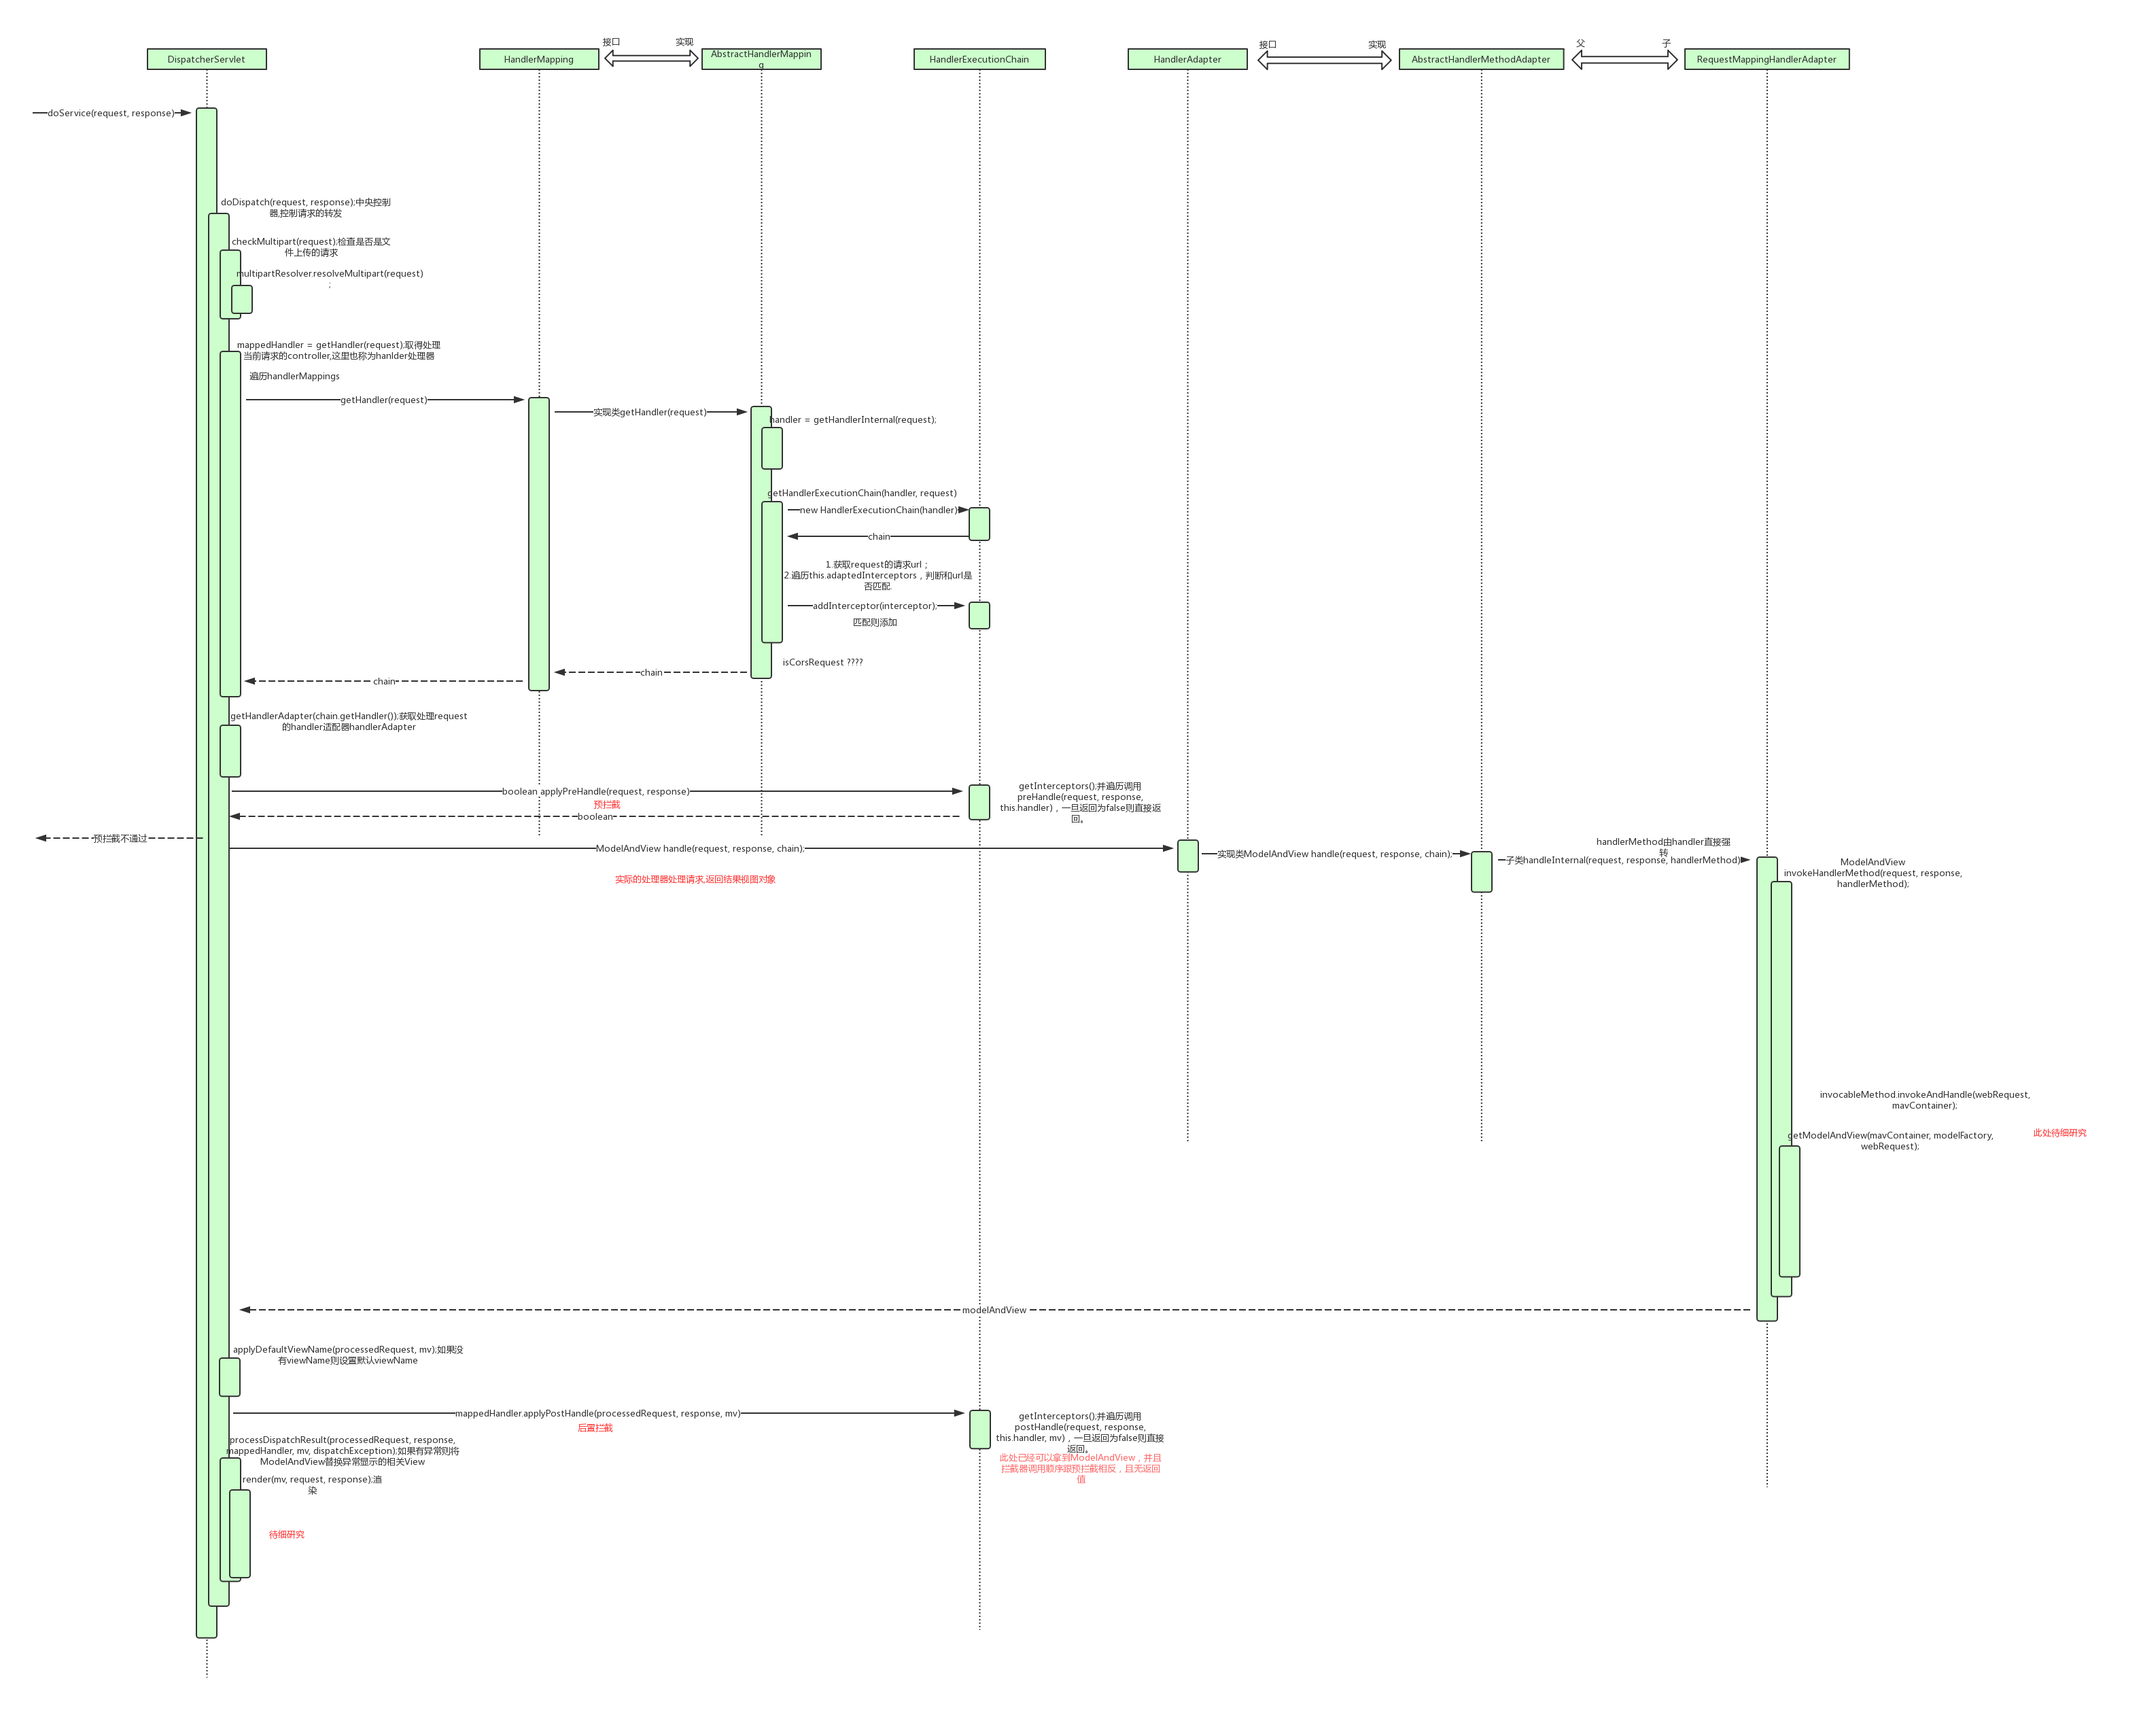 接口
实现
接口
实现
父
子
DispatcherServlet
HandlerMapping
AbstractHandlerMappin
g
HandlerExecutionChain
HandlerAdapter
AbstractHandlerMethodAdapter
RequestMappingHandlerAdapter
doService(request, response)
doDispatch(request, response);中央控制
器,控制请求的转发
checkMultipart(request);检查是否是文
件上传的请求
multipartResolver.resolveMultipart(request)
;
mappedHandler = getHandler(request);取得处理
当前请求的controller,这里也称为hanlder处理器
遍历handlerMappings
getHandler(request)
实现类getHandler(request)
handler = getHandlerInternal(request);
getHandlerExecutionChain(handler, request)
new HandlerExecutionChain(handler)
chain
1.获取request的请求url；
2.遍历this.adaptedInterceptors，判断和url是
否匹配.
addInterceptor(interceptor);
匹配则添加
isCorsRequest ????
chain
chain
getHandlerAdapter(chain.getHandler());获取处理request
的handler适配器handlerAdapter
boolean applyPreHandle(request, response)
预拦截
boolean
getInterceptors();并遍历调用
preHandle(request, response,
this.handler)，一旦返回为false则直接返
回。
预拦截不通过
ModelAndView handle(request, response, chain);
实际的处理器处理请求,返回结果视图对象
实现类ModelAndView handle(request, response, chain);
handlerMethod由handler直接强
转
子类handleInternal(request, response, handlerMethod)
ModelAndView
invokeHandlerMethod(request, response,
handlerMethod);
invocableMethod.invokeAndHandle(webRequest,
mavContainer);
此处待细研究
getModelAndView(mavContainer, modelFactory,
webRequest);
modelAndView
applyDefaultViewName(processedRequest, mv);如果没
有viewName则设置默认viewName
mappedHandler.applyPostHandle(processedRequest, response, mv)
后置拦截
getInterceptors();并遍历调用
postHandle(request, response,
this.handler, mv)，一旦返回为false则直接
返回。
此处已经可以拿到ModelAndView，并且
拦截器调用顺序跟预拦截相反，且无返回
值
processDispatchResult(processedRequest, response,
mappedHandler, mv, dispatchException);如果有异常则将
ModelAndView替换异常显示的相关View
render(mv, request, response);渲
染
待细研究